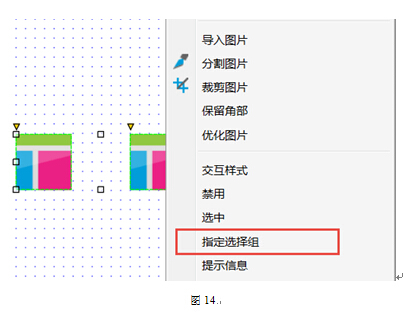 导入图片
分割图片
裁剪图片
保留角部
优化图片
交互样式
禁用
选中
指定选择组
提示信息
图 14.